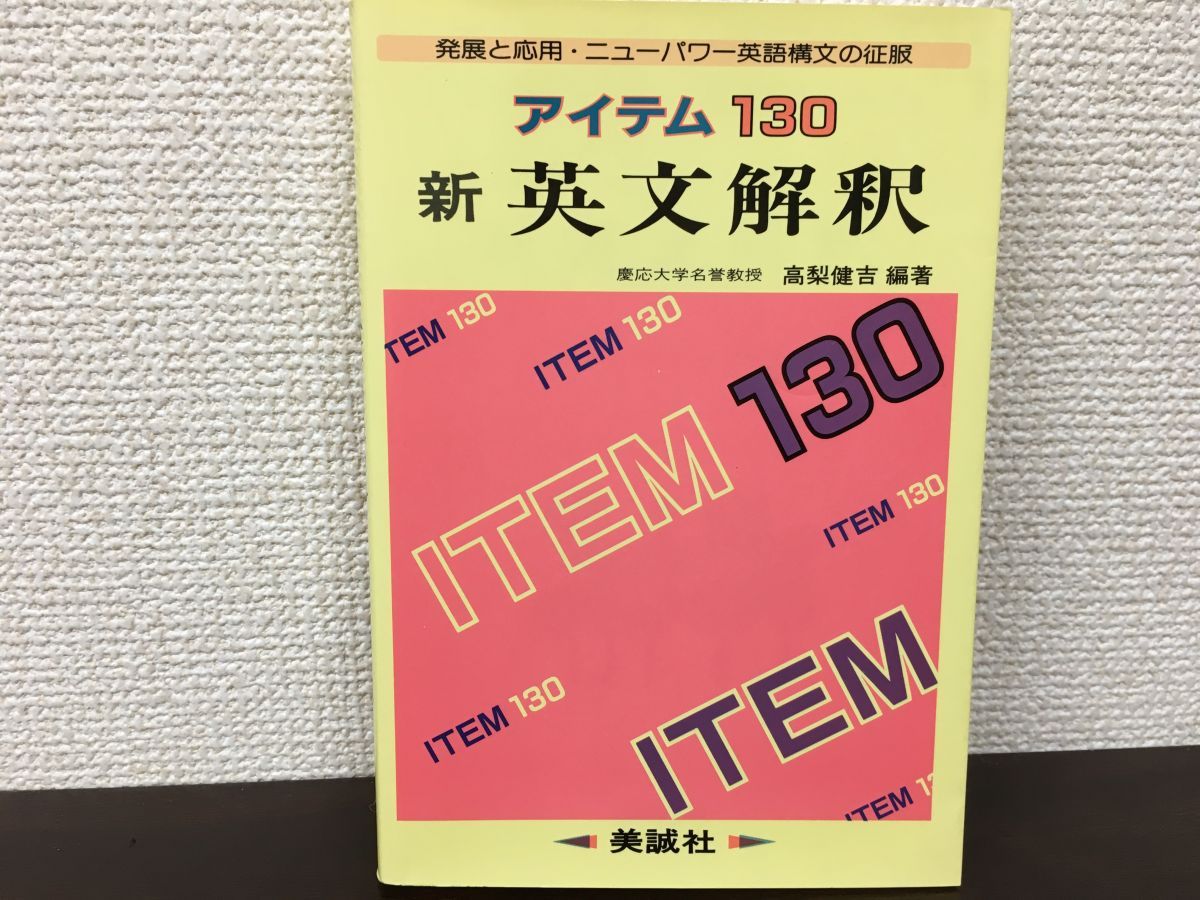 発展と応用・ニューパワー英語構文の征服
アイテム 130
新 英文解釈
慶応大学名誉教授 高梨健吉 編著
TEM 130
ITEM 130
ITEM 130
ITEM 130
ITEM 130
ITEM
ITEM 13
美誠社